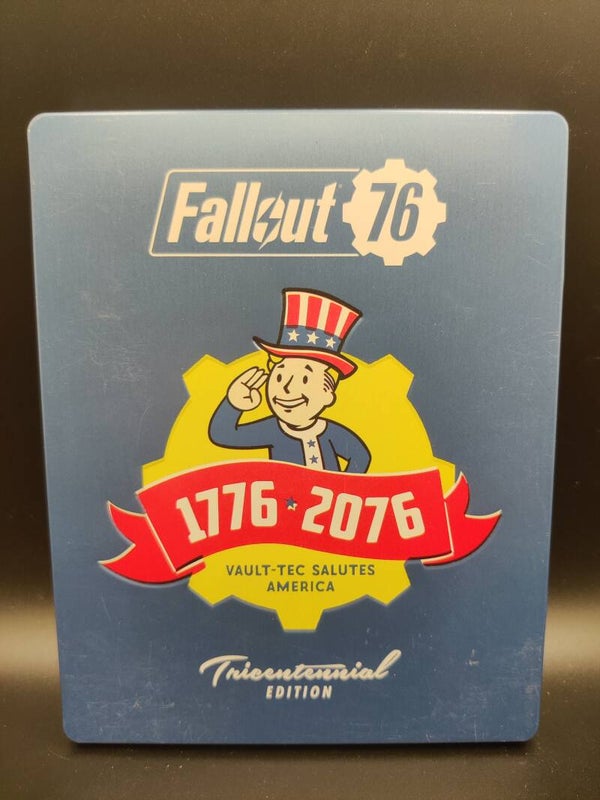 Fallout 76
1776 ★ 2076
VAULT-TEC SALUTES
AMERICA
Tricentennial
EDITION